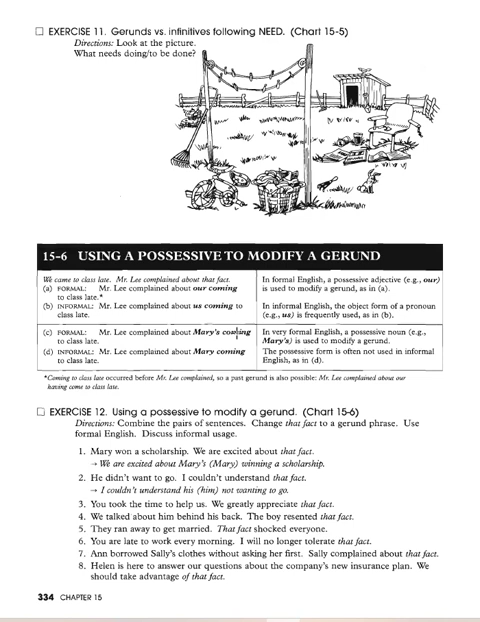 □ EXERCISE 11. Gerunds vs. infinitives following NEED. (Chart 15-5)
Directions: Look at the picture.
What needs doing/to be done?
15-6 USING A POSSESSIVE TO MODIFY A GERUND
We came to class late. Mr. Lee complained about that fact.
(a) FORMAL: Mr. Lee complained about our coming
to class late.*
(b) INFORMAL: Mr. Lee complained about us coming to
class late.
In formal English, a possessive adjective (e.g., our)
is used to modify a gerund, as in (a).
In informal English, the object form of a pronoun
(e.g., us) is frequently used, as in (b).
(c) FORMAL: Mr. Lee complained about Mary's coming
to class late.
(d) INFORMAL: Mr. Lee complained about Mary coming
to class late.
In very formal English, a possessive noun (e.g.,
Mary's) is used to modify a gerund.
The possessive form is often not used in informal
English, as in (d).
*Coming to class late occurred before Mr. Lee complained, so a past gerund is also possible: Mr. Lee complained about our
having come to class late.
□ EXERCISE 12. Using a possessive to modify a gerund. (Chart 15-6)
Directions: Combine the pairs of sentences. Change that fact to a gerund phrase. Use
formal English. Discuss informal usage.
1. Mary won a scholarship. We are excited about that fact.
→ We are excited about Mary's (Mary) winning a scholarship.
2. He didn't want to go. I couldn't understand that fact.
→ I couldn't understand his (him) not wanting to go.
3. You took the time to help us. We greatly appreciate that fact.
4. We talked about him behind his back. The boy resented that fact.
5. They ran away to get married. That fact shocked everyone.
6. You are late to work every morning. I will no longer tolerate that fact.
7. Ann borrowed Sally's clothes without asking her first. Sally complained about that fact.
8. Helen is here to answer our questions about the company's new insurance plan. We
should take advantage of that fact.
334 CHAPTER 15